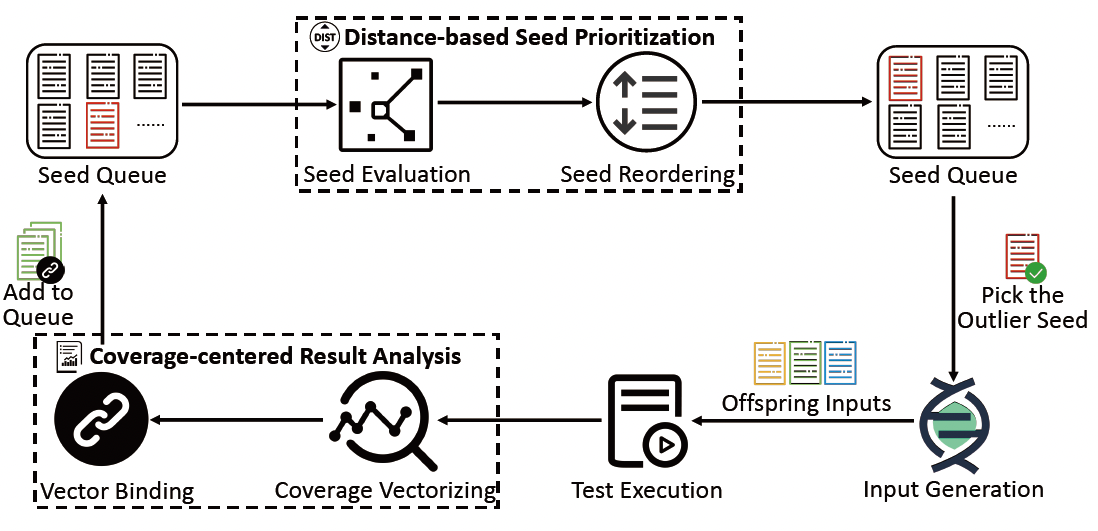 DIST
Distance-based Seed Prioritization
Seed Queue
Seed Evaluation
Seed Reordering
Seed Queue
Add to
Queue
Pick the
Outlier Seed
Coverage-centered Result Analysis
Offspring Inputs
Vector Binding
Coverage Vectorizing
Test Execution
Input Generation